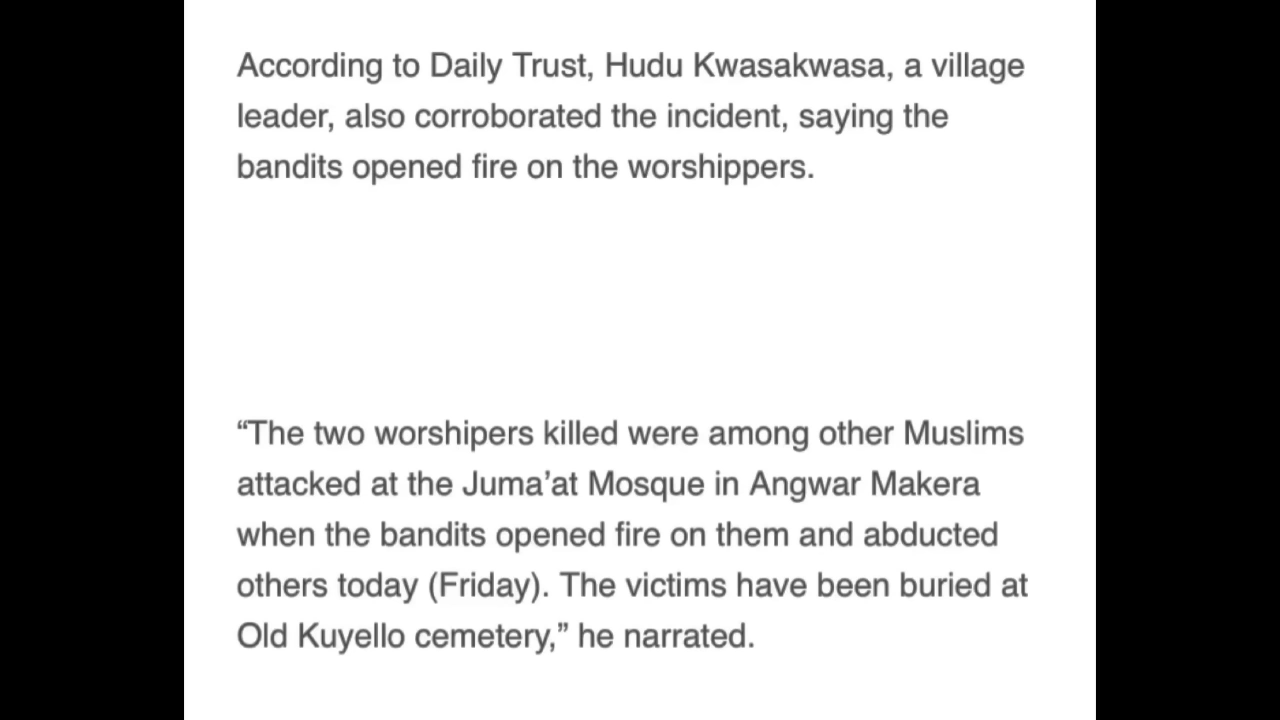 According to Daily Trust, Hudu Kwasakwasa, a village
leader, also corroborated the incident, saying the
bandits opened fire on the worshippers.
“The two worshipers killed were among other Muslims
attacked at the Juma’at Mosque in Angwar Makera
when the bandits opened fire on them and abducted
others today (Friday). The victims have been buried at
Old Kuyello cemetery,” he narrated.